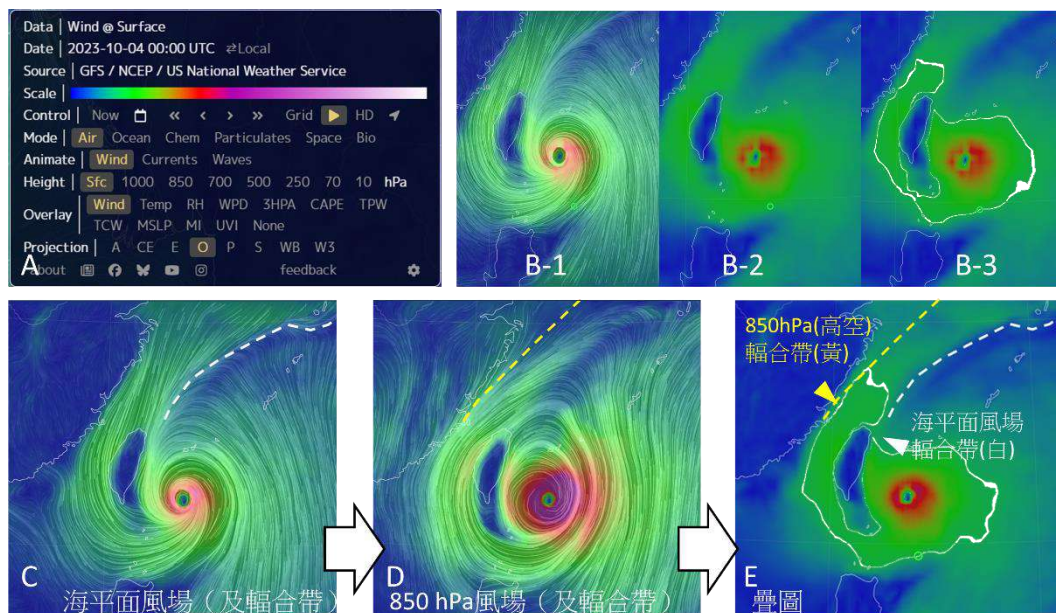 Data | Wind @ Surface
Date | 2023-10-04 00:00 UTC ⇄Local
Source | GFS / NCEP / US National Weather Service
Scale |
Control | Now « ‹ › » Grid HD
Mode | Air Ocean Chem Particulates Space Bio
Animate | Wind Currents Waves
Height | Sfc 1000 850 700 500 250 70 10 hPa
Overlay | Wind Temp RH WPD 3HPA CAPE TPW
TCW MSLP MI UVI None
Projection | A CE E O P S WB W3
about feedback
A
B-1
B-2
B-3
C
海平面風場（及輻合帶）
D
850 hPa風場（及輻合帶）
850hPa(高空)
輻合帶(黃)
海平面風場
輻合帶(白)
E
疊圖